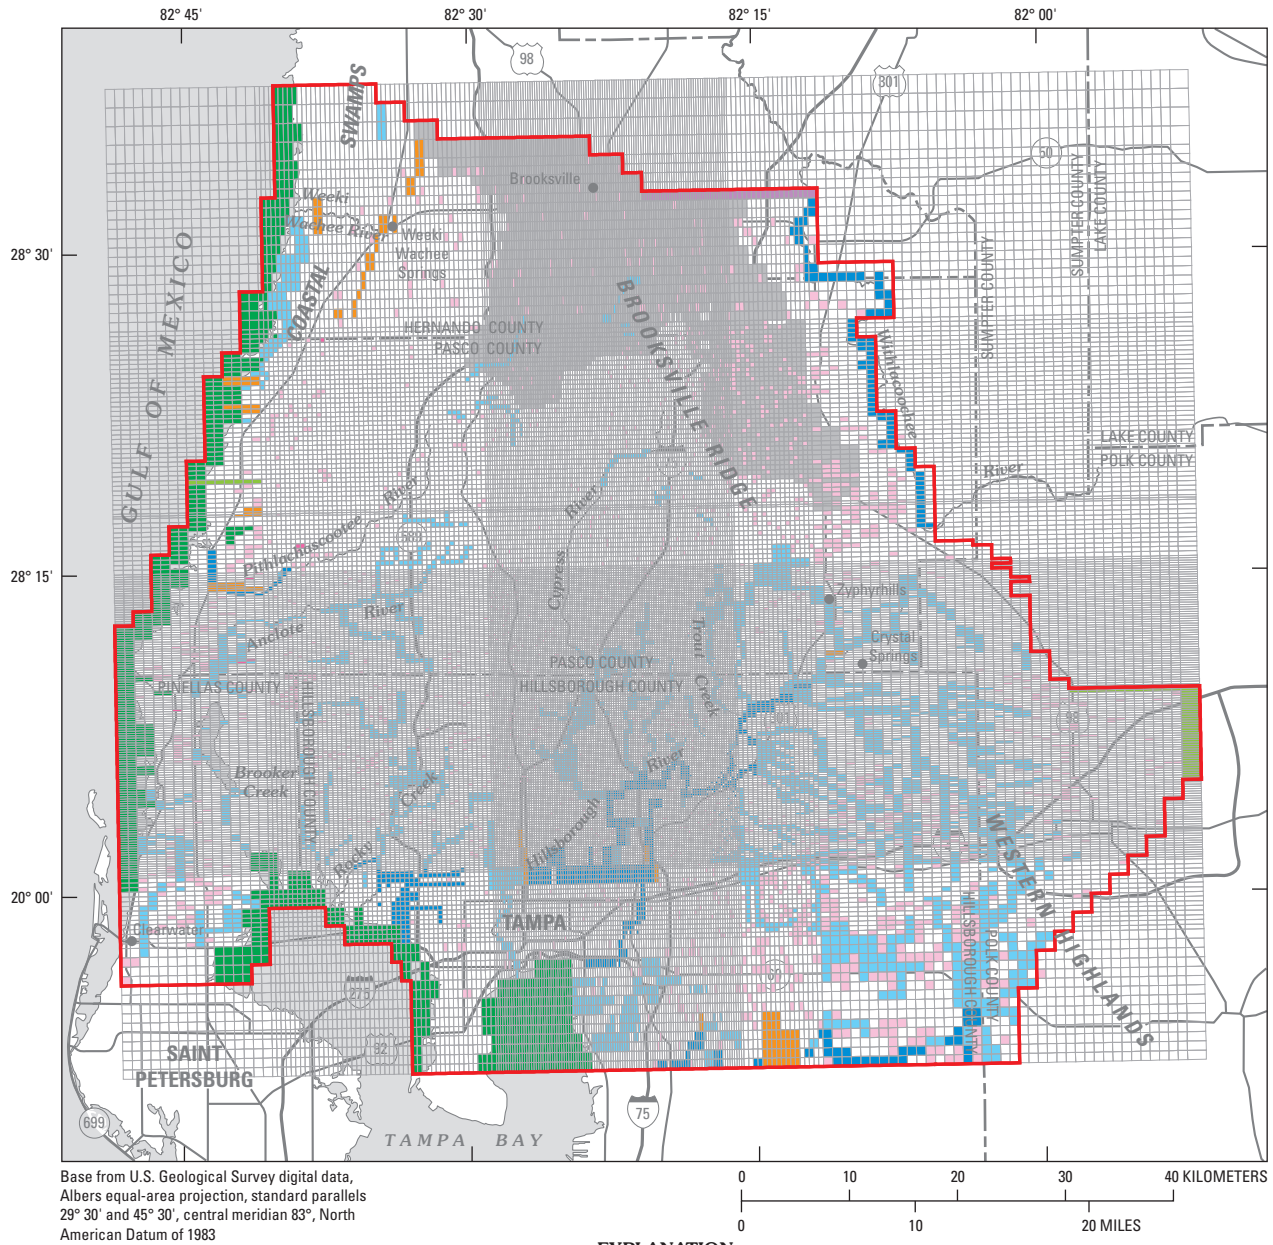 82° 45'
82° 30'
82° 15'
82° 00'
98
301
50
SWAMPS
Brooksville
Weeki
Wachee River
Weeki
Wachee
Springs
SUMPTER COUNTY
LAKE COUNTY
28° 30'
GULF OF MEXICO
COASTAL
SUMPTER COUNTY
BROOKSVILLE RIDGE
HERNANDO COUNTY
PASCO COUNTY
Withlacoochee
River
LAKE COUNTY
POLK COUNTY
Pithlachascootee River
Cypress River
28° 15'
Anclote River
Zyphyrhills
Trout Creek
Crystal
Springs
PASCO COUNTY
HILLSBOROUGH COUNTY
PINELLAS COUNTY
HILLSBOROUGH COUNTY
301
98
Brooker
Creek
Rocky Creek
Hillsborough River
WESTERN HIGHLANDS
20° 00'
TAMPA
Clearwater
HILLSBOROUGH COUNTY
POLK COUNTY
60
275
92
SAINT
PETERSBURG
699
75
TAMPA BAY
Base from U.S. Geological Survey digital data,
Albers equal-area projection, standard parallels
29° 30' and 45° 30', central meridian 83°, North
American Datum of 1983
0 10 20 30 40 KILOMETERS
0 10 20 MILES
EXPLANATION